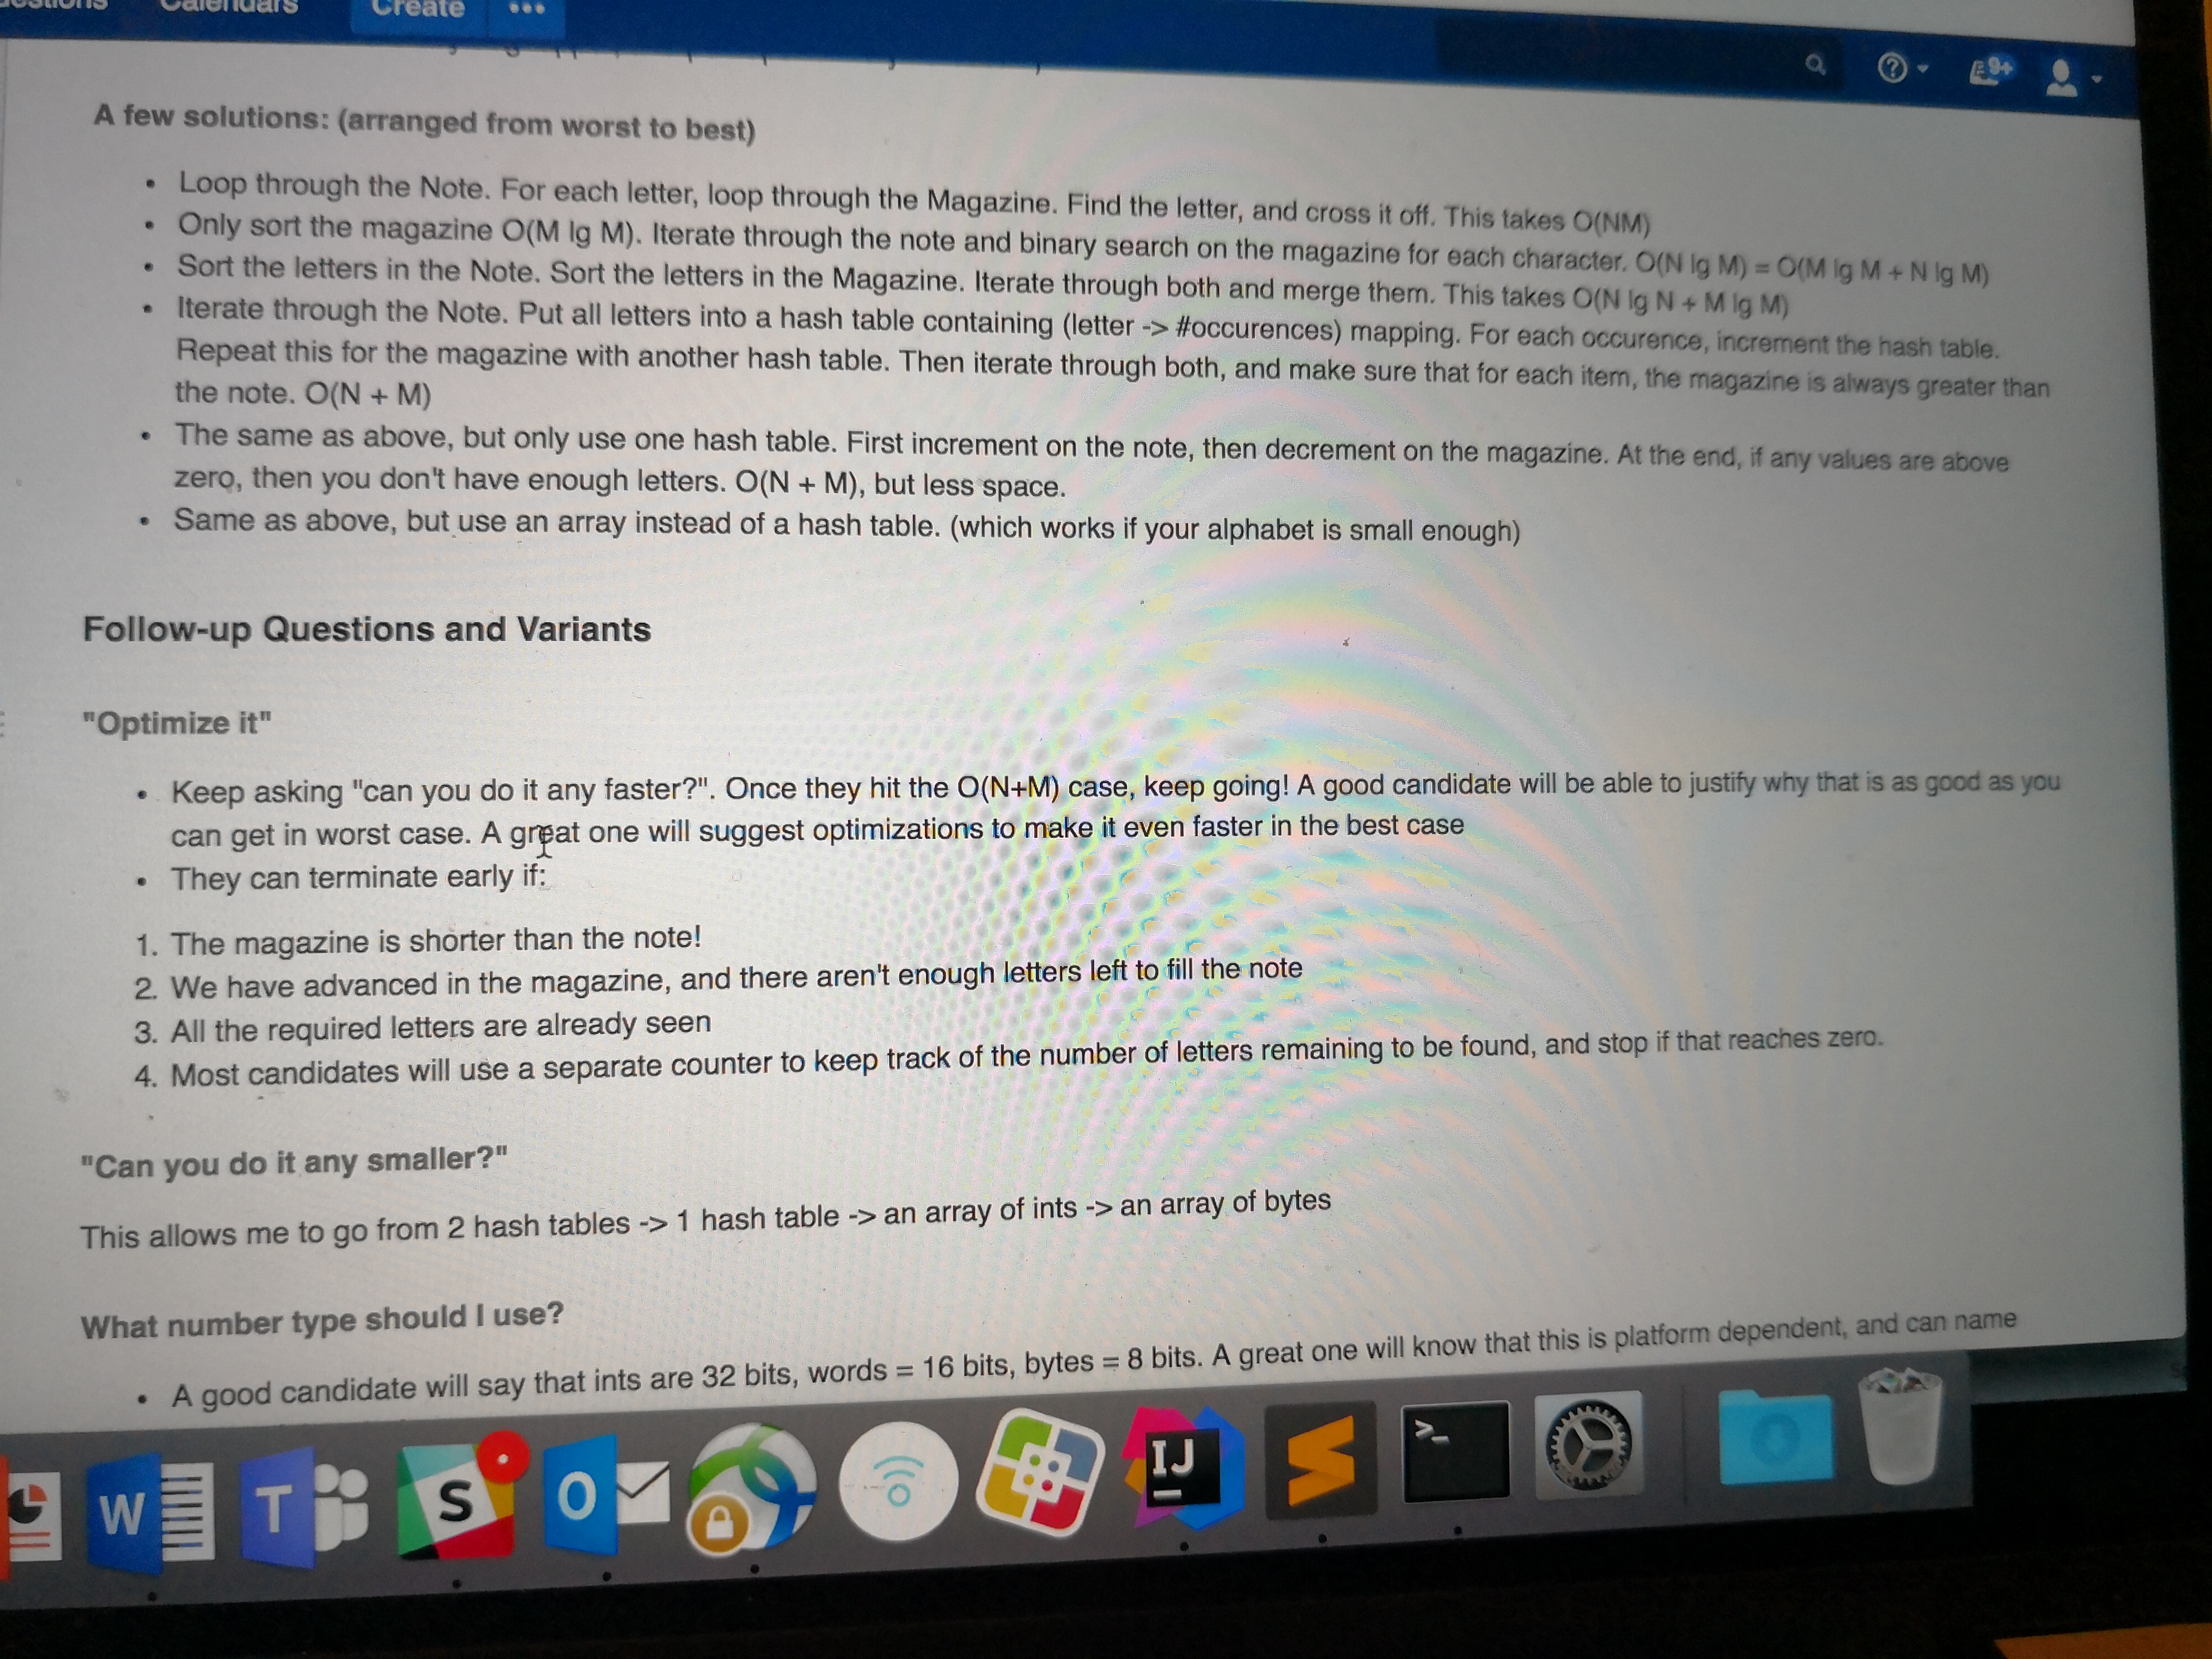 Calendars Create •••
9+
A few solutions: (arranged from worst to best)
• Loop through the Note. For each letter, loop through the Magazine. Find the letter, and cross it off. This takes O(NM)
• Only sort the magazine O(M lg M). Iterate through the note and binary search on the magazine for each character. O(N lg M) = O(M lg M + N lg M)
• Sort the letters in the Note. Sort the letters in the Magazine. Iterate through both and merge them. This takes O(N lg N + M lg M)
• Iterate through the Note. Put all letters into a hash table containing (letter -> #occurences) mapping. For each occurence, increment the hash table.
Repeat this for the magazine with another hash table. Then iterate through both, and make sure that for each item, the magazine is always greater than
the note. O(N + M)
• The same as above, but only use one hash table. First increment on the note, then decrement on the magazine. At the end, if any values are above
zero, then you don't have enough letters. O(N + M), but less space.
• Same as above, but use an array instead of a hash table. (which works if your alphabet is small enough)
Follow-up Questions and Variants
"Optimize it"
• Keep asking "can you do it any faster?". Once they hit the O(N+M) case, keep going! A good candidate will be able to justify why that is as good as you
can get in worst case. A great one will suggest optimizations to make it even faster in the best case
• They can terminate early if:
1. The magazine is shorter than the note!
2. We have advanced in the magazine, and there aren't enough letters left to fill the note
3. All the required letters are already seen
4. Most candidates will use a separate counter to keep track of the number of letters remaining to be found, and stop if that reaches zero.
"Can you do it any smaller?"
This allows me to go from 2 hash tables -> 1 hash table -> an array of ints -> an array of bytes
What number type should I use?
• A good candidate will say that ints are 32 bits, words = 16 bits, bytes = 8 bits. A great one will know that this is platform dependent, and can name
W T S O IJ >_